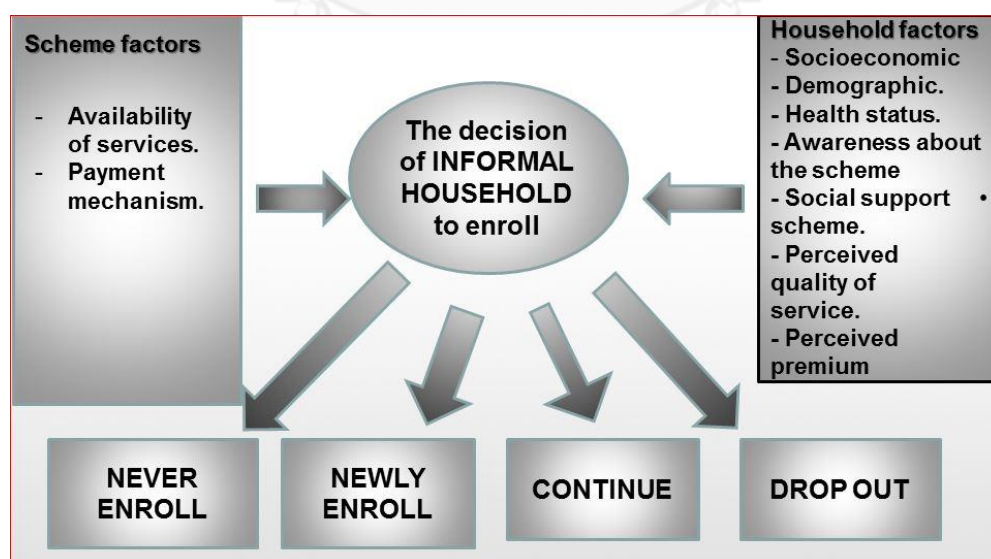 Scheme factors
- Availability
of services.
- Payment
mechanism.
The decision
of INFORMAL
HOUSEHOLD
to enroll
Household factors
- Socioeconomic
- Demographic.
- Health status.
- Awareness about
the scheme
- Social support •
scheme.
- Perceived
quality of
service.
- Perceived
premium
NEVER
ENROLL
NEWLY
ENROLL
CONTINUE
DROP OUT